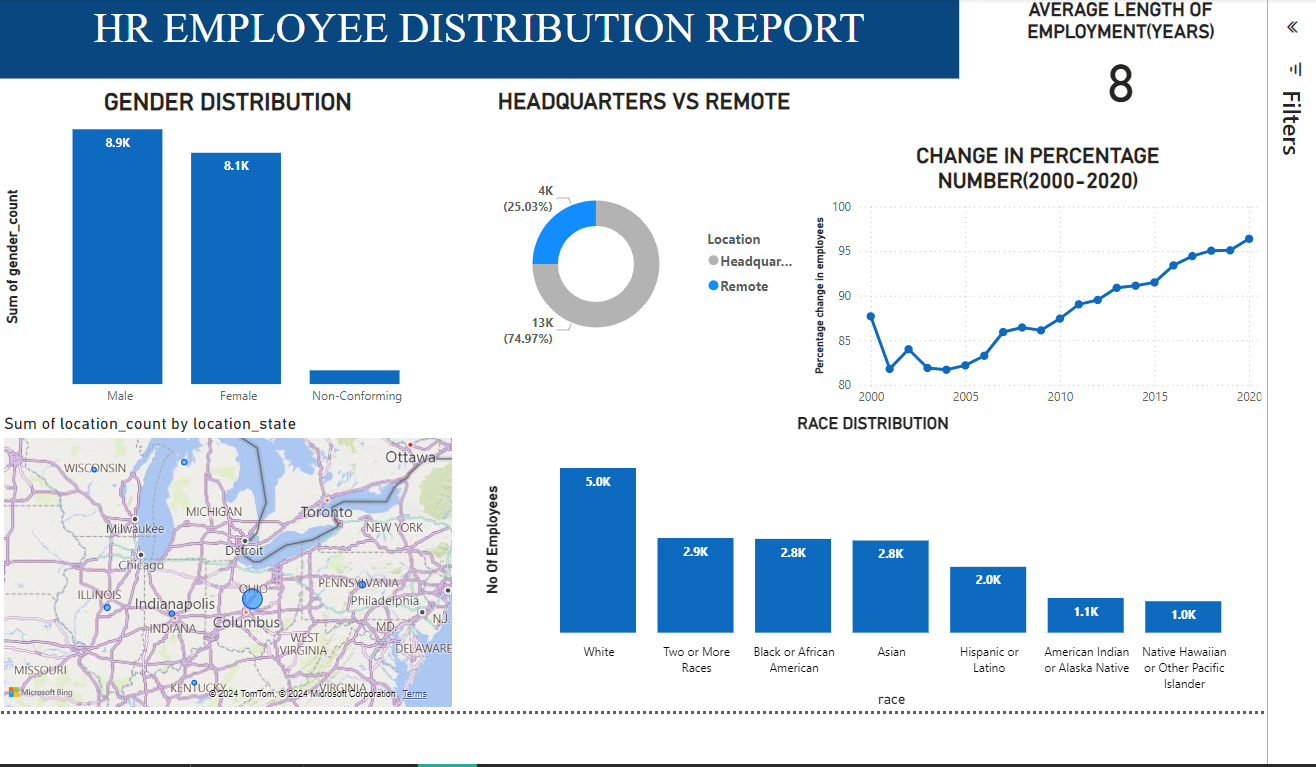 HR EMPLOYEE DISTRIBUTION REPORT
AVERAGE LENGTH OF
EMPLOYMENT(YEARS)
8
Filters
GENDER DISTRIBUTION
Sum of gender_count
8.9K
8.1K
Male
Female
Non-Conforming
HEADQUARTERS VS REMOTE
4K
(25.03%)
13K
(74.97%)
Location
Headquar...
Remote
CHANGE IN PERCENTAGE
NUMBER(2000-2020)
Percentage change in employees
100
95
90
85
80
2000
2005
2010
2015
2020
Sum of location_count by location_state
Ottawa
WISCONSIN
MICHIGAN
Toronto
Milwaukee
NEW YORK
Detroit
Chicago
OHIO
PENNSYLVANIA
ILLINOIS
Indianapolis
Philadelphia
INDIANA
Columbus
MD.
N.J.
WEST
VIRGINIA
DELAWARE
MISSOURI
KENTUCKY
VIRGINIA
Microsoft Bing
© 2024 TomTom, © 2024 Microsoft Corporation Terms
RACE DISTRIBUTION
No Of Employees
5.0K
2.9K
2.8K
2.8K
2.0K
1.1K
1.0K
White
Two or More
Races
Black or African
American
Asian
Hispanic or
Latino
American Indian
or Alaska Native
Native Hawaiian
or Other Pacific
Islander
race